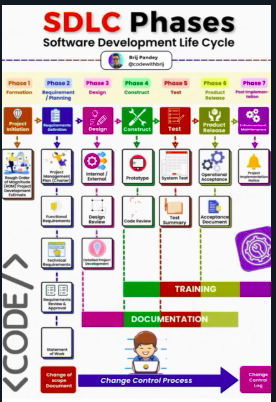 SDLC Phases
Software Development Life Cycle
Brij Pandey
@codewithbrij
Phase 1
Formation
Phase 2
Requirement
/ Planning
Phase 3
Design
Phase 4
Construct
Phase 5
Test
Phase 6
Product
Release
Phase 7
Post Implemen-
tation
Project
Initiation
Requirements
Definition
Design
Construct
Test
Product
Release
Maintenance
Rough Order
of Magnitude
(ROM) Project
Development
Estimate
Project
Management
Plan (Charter)
Internal /
External
Prototype
System Test
Operational
Acceptance
Project
Implementation
Notice
Functional
Requirements
Design
Review
Code Review
Test
Summary
Acceptance
Document
Technical
Requirements
Detailed Project
Development
Requirements
Review &
Approval
TRAINING
DOCUMENTATION
Statement
of Work
<CODE/>
Change of
scope
Document
Change Control Process
Change
Control
Log